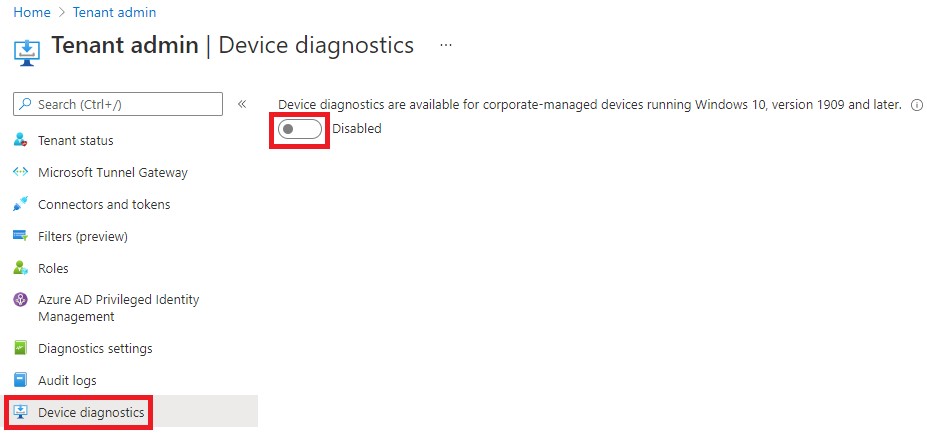 Home > Tenant admin
Tenant admin | Device diagnostics ...
Search (Ctrl+/) «
Device diagnostics are available for corporate-managed devices running Windows 10, version 1909 and later.
Disabled
Tenant status
Microsoft Tunnel Gateway
Connectors and tokens
Filters (preview)
Roles
Azure AD Privileged Identity
Management
Diagnostics settings
Audit logs
Device diagnostics